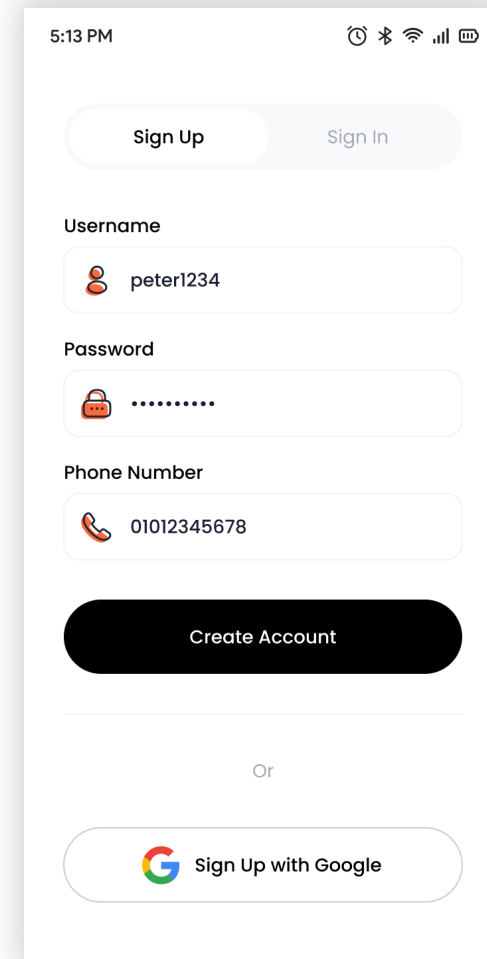 5:13 PM
Sign Up Sign In
Username
peter1234
Password
••••••••••
Phone Number
01012345678
Create Account
Or
Sign Up with Google